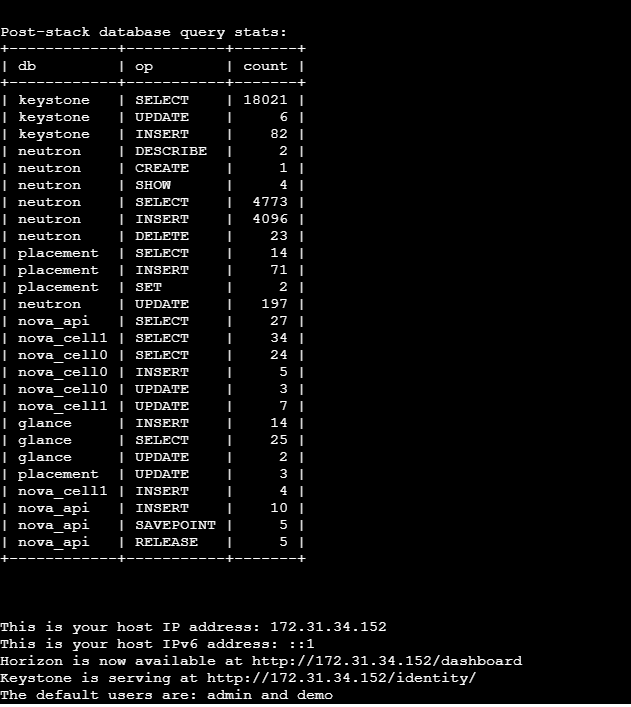 Post-stack database query stats:
+------------+-----------+-------+
| db         | op        | count |
+------------+-----------+-------+
| keystone   | SELECT    | 18021 |
| keystone   | UPDATE    |     6 |
| keystone   | INSERT    |    82 |
| neutron    | DESCRIBE  |     2 |
| neutron    | CREATE    |     1 |
| neutron    | SHOW      |     4 |
| neutron    | SELECT    |  4773 |
| neutron    | INSERT    |  4096 |
| neutron    | DELETE    |    23 |
| placement  | SELECT    |    14 |
| placement  | INSERT    |    71 |
| placement  | SET       |     2 |
| neutron    | UPDATE    |   197 |
| nova_api   | SELECT    |    27 |
| nova_cell1 | SELECT    |    34 |
| nova_cell0 | SELECT    |    24 |
| nova_cell0 | INSERT    |     5 |
| nova_cell0 | UPDATE    |     3 |
| nova_cell1 | UPDATE    |     7 |
| glance     | INSERT    |    14 |
| glance     | SELECT    |    25 |
| glance     | UPDATE    |     2 |
| placement  | UPDATE    |     3 |
| nova_cell1 | INSERT    |     4 |
| nova_api   | INSERT    |    10 |
| nova_api   | SAVEPOINT |     5 |
| nova_api   | RELEASE   |     5 |
+------------+-----------+-------+
This is your host IP address: 172.31.34.152
This is your host IPv6 address: ::1
Horizon is now available at http://172.31.34.152/dashboard
Keystone is serving at http://172.31.34.152/identity/
The default users are: admin and demo